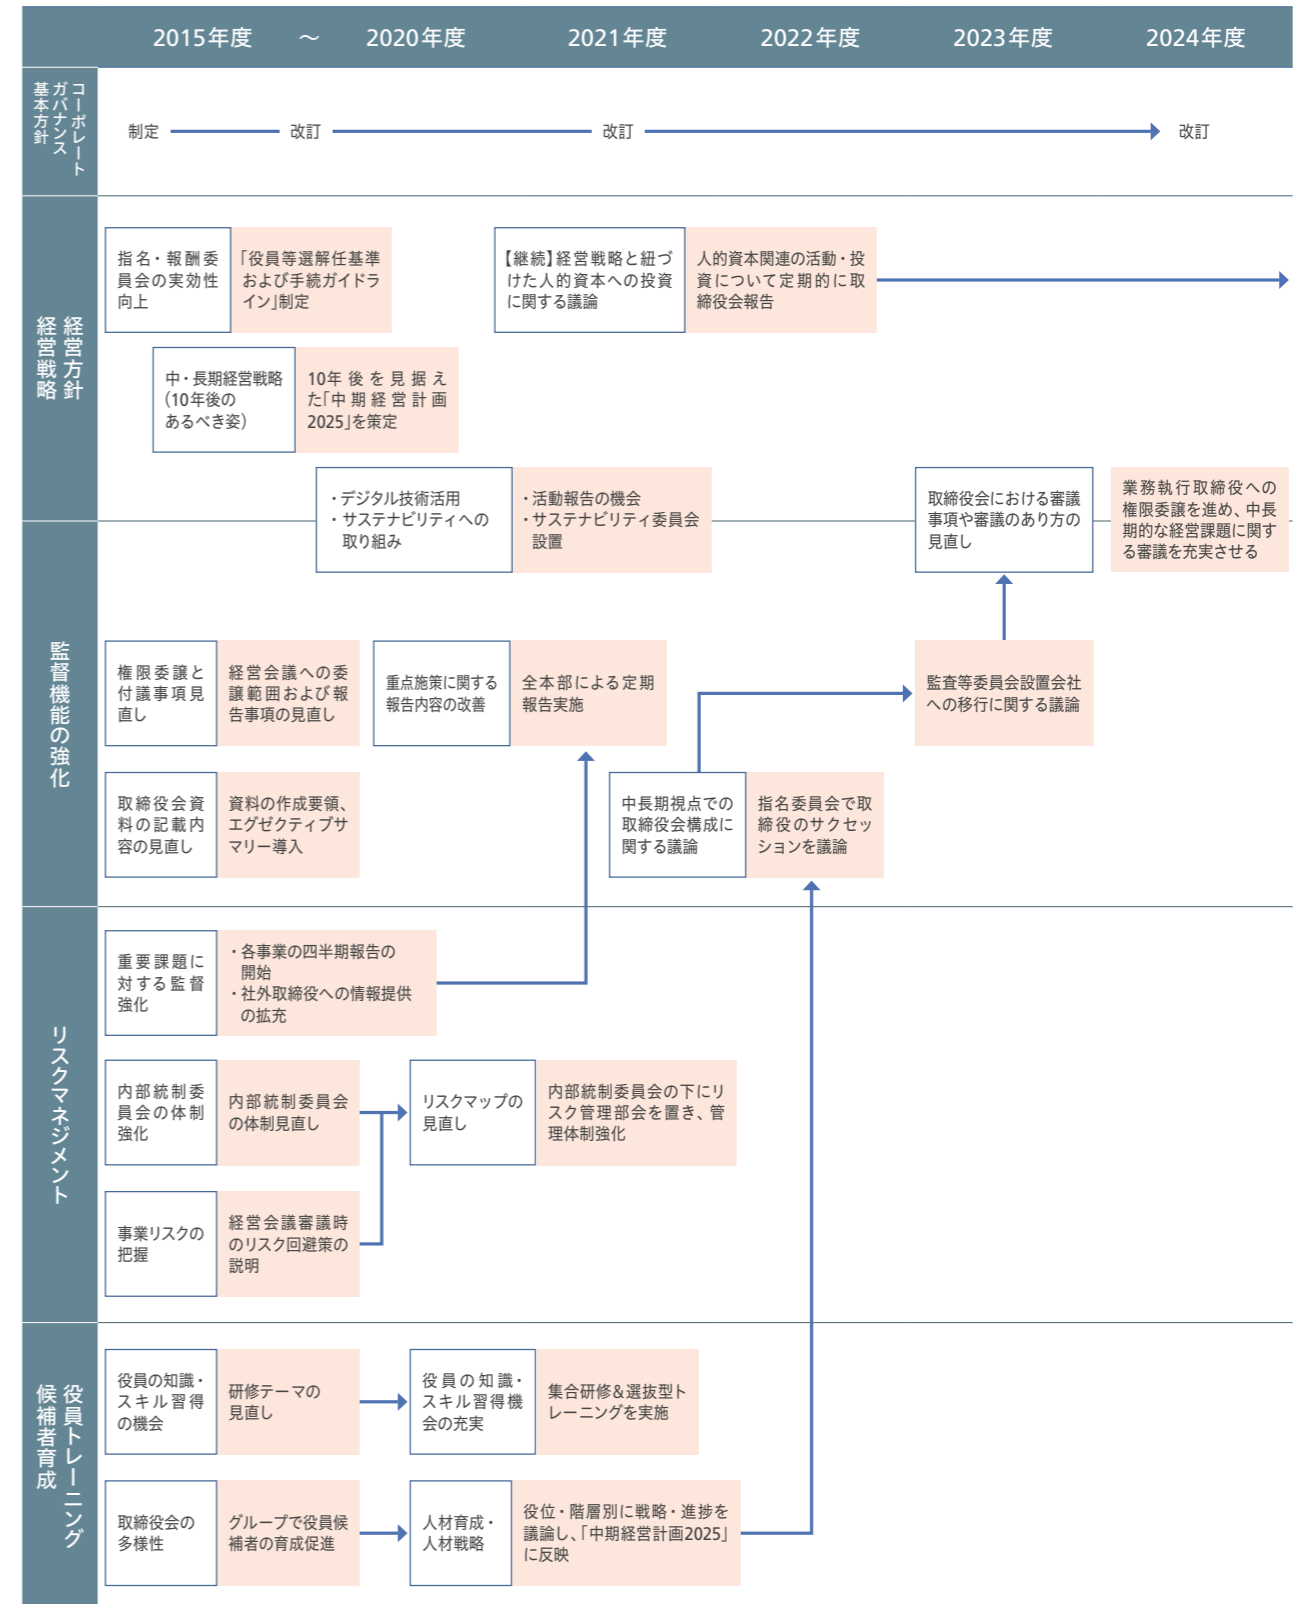 2015年度 ～ 2020年度 2021年度 2022年度 2023年度 2024年度
コーポレート
ガバナンス
基本方針
制定 改訂 改訂 改訂
経営方針
経営戦略
指名・報酬委
員会の実効性
向上
「役員等選解任基準
および手続ガイドラ
イン」制定
【継続】経営戦略と紐づ
けた人的資本への投資
に関する議論
人的資本関連の活動・投
資について定期的に取
締役会報告
中・長期経営戦略
（10年後の
あるべき姿）
10年後を見据え
た「中期経営計画
2025」を策定
・デジタル技術活用
・サステナビリティへの
取り組み
・活動報告の機会
・サステナビリティ委員会
設置
取締役会における審議
事項や審議のあり方の
見直し
業務執行取締役への
権限委譲を進め、中長
期的な経営課題に関す
る審議を充実させる
監督機能の強化
権限委譲と
付議事項見
直し
経営会議への委
譲範囲および報
告事項の見直し
重点施策に関する
報告内容の改善
全本部による定期
報告実施
監査等委員会設置会社
への移行に関する議論
取締役会資
料の記載内
容の見直し
資料の作成要領、
エグゼクティブサ
マリー導入
中長期視点での
取締役会構成に
関する議論
指名委員会で取
締役のサクセッ
ションを議論
リスクマネジメント
重要課題に
対する監督
強化
・各事業の四半期報告の
開始
・社外取締役への情報提供
の拡充
内部統制委
員会の体制
強化
内部統制委員会
の体制見直し
リスクマップの
見直し
内部統制委員会の下にリ
スク管理部会を置き、管
理体制強化
事業リスクの
把握
経営会議審議時
のリスク回避策の
説明
役員トレーニング
候補者育成
役員の知識・
スキル習得
の機会
研修テーマの
見直し
役員の知識・
スキル習得機
会の充実
集合研修＆選抜型ト
レーニングを実施
取締役会の
多様性
グループで役員候
補者の育成促進
人材育成・
人材戦略
役位・階層別に戦略・進捗を
議論し、「中期経営計画2025」
に反映